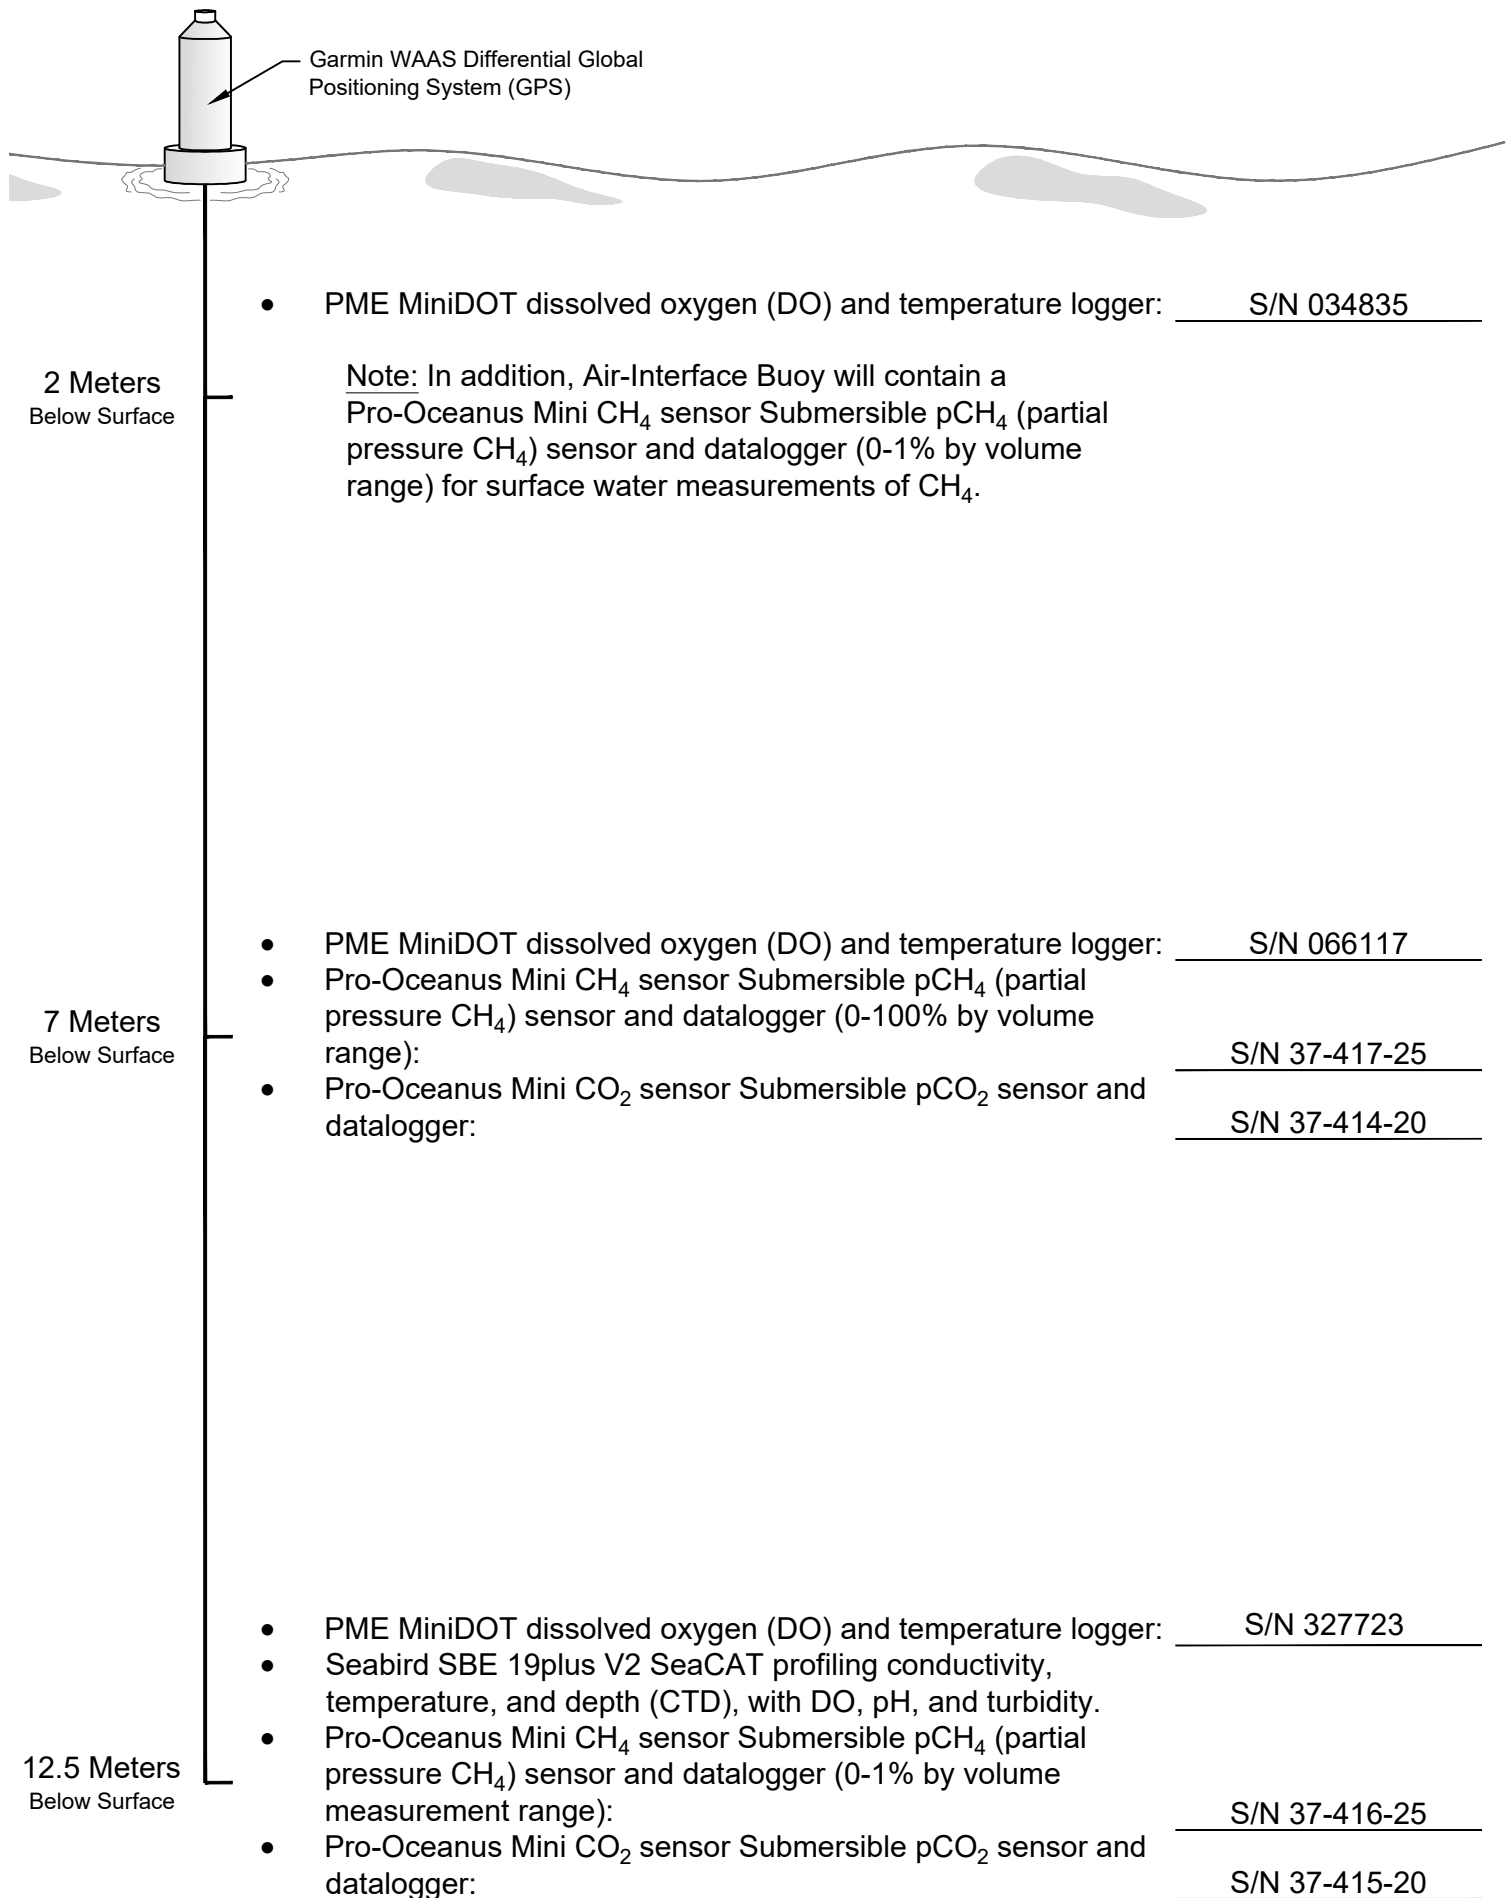 Garmin WAAS Differential Global
Positioning System (GPS)
• PME MiniDOT dissolved oxygen (DO) and temperature logger: S/N 034835
2 Meters
Below Surface
Note: In addition, Air-Interface Buoy will contain a
Pro-Oceanus Mini CH₄ sensor Submersible pCH₄ (partial
pressure CH₄) sensor and datalogger (0-1% by volume
range) for surface water measurements of CH₄.
• PME MiniDOT dissolved oxygen (DO) and temperature logger: S/N 066117
• Pro-Oceanus Mini CH₄ sensor Submersible pCH₄ (partial
pressure CH₄) sensor and datalogger (0-100% by volume
range): S/N 37-417-25
7 Meters
Below Surface
• Pro-Oceanus Mini CO₂ sensor Submersible pCO₂ sensor and
datalogger: S/N 37-414-20
• PME MiniDOT dissolved oxygen (DO) and temperature logger: S/N 327723
• Seabird SBE 19plus V2 SeaCAT profiling conductivity,
temperature, and depth (CTD), with DO, pH, and turbidity.
• Pro-Oceanus Mini CH₄ sensor Submersible pCH₄ (partial
pressure CH₄) sensor and datalogger (0-1% by volume
measurement range): S/N 37-416-25
12.5 Meters
Below Surface
• Pro-Oceanus Mini CO₂ sensor Submersible pCO₂ sensor and
datalogger: S/N 37-415-20